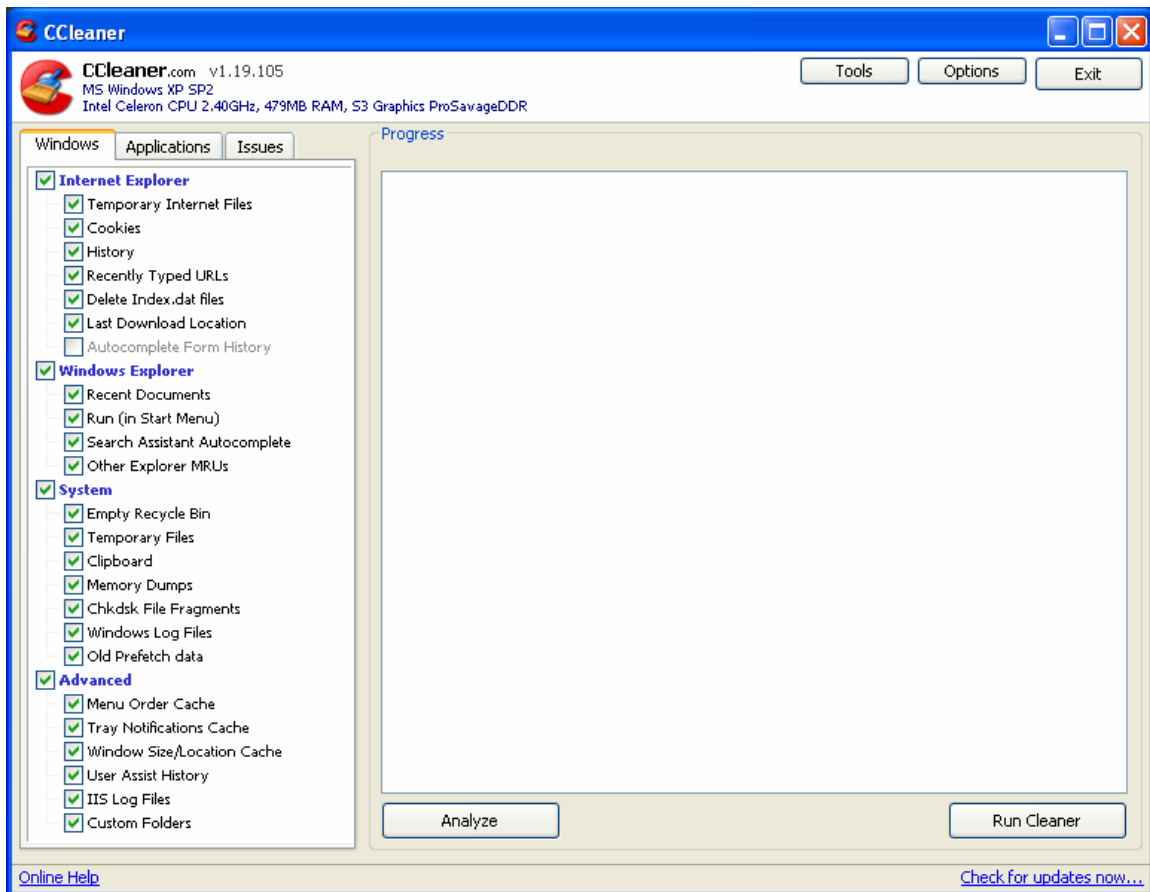 CCleaner
CCleaner.com v1.19.105
MS Windows XP SP2
Intel Celeron CPU 2.40GHz, 479MB RAM, S3 Graphics ProSavageDDR
Tools
Options
Exit
Windows
Applications
Issues
Internet Explorer
Temporary Internet Files
Cookies
History
Recently Typed URLs
Delete Index.dat files
Last Download Location
Autocomplete Form History
Windows Explorer
Recent Documents
Run (in Start Menu)
Search Assistant Autocomplete
Other Explorer MRUs
System
Empty Recycle Bin
Temporary Files
Clipboard
Memory Dumps
Chkdsk File Fragments
Windows Log Files
Old Prefetch data
Advanced
Menu Order Cache
Tray Notifications Cache
Window Size/Location Cache
User Assist History
IIS Log Files
Custom Folders
Progress
Analyze
Run Cleaner
Online Help
Check for updates now...